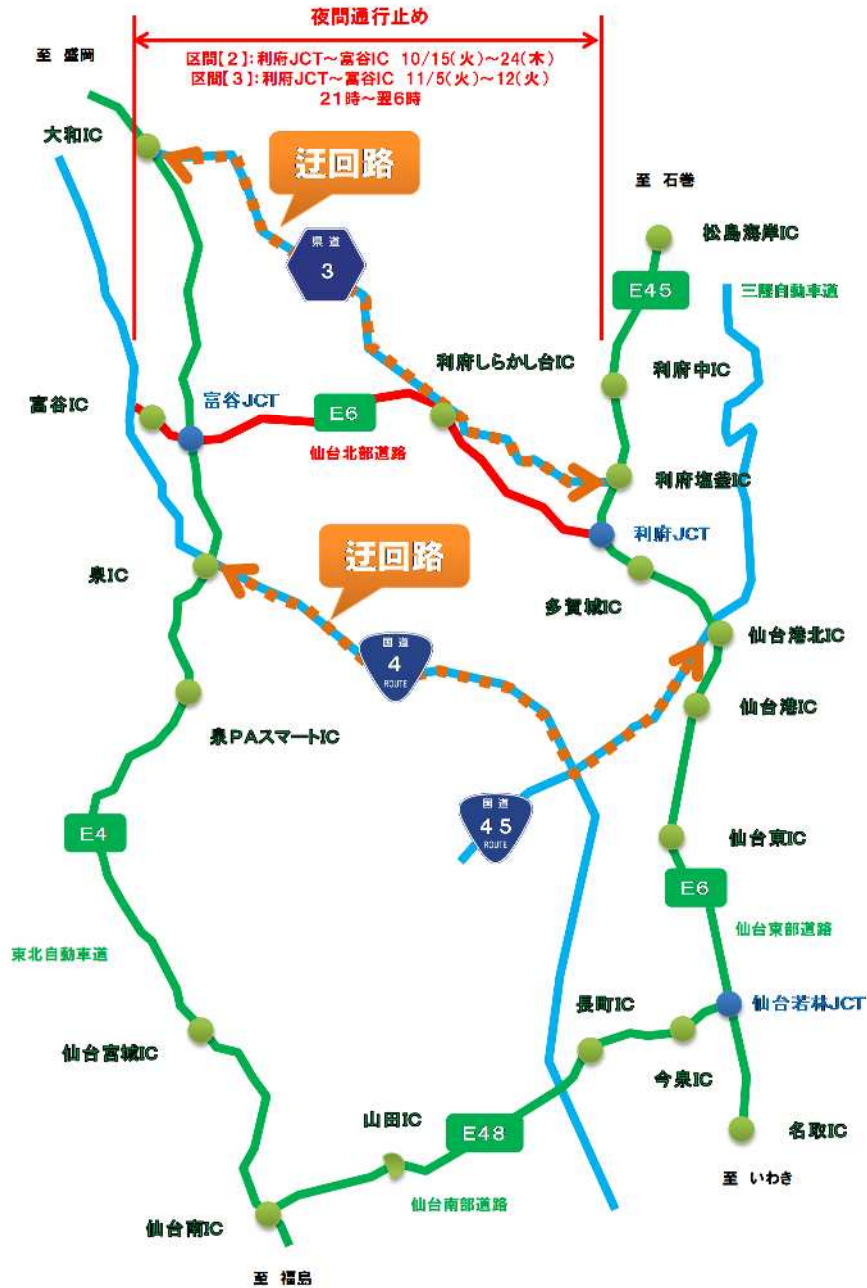 夜間通行止め
区間【2】:利府JCT～富谷IC 10/15(火)～24(木)
区間【3】:利府JCT～富谷IC 11/5(火)～12(火)
21時～翌6時
至 盛岡
大和IC
迂回路
県道
3
至 石巻
松島海岸IC
E45
三陸自動車道
利府しらかし台IC
利府中IC
富谷IC
富谷JCT
E6
仙台北部道路
利府塩釜IC
利府JCT
迂回路
泉IC
多賀城IC
仙台港北IC
国道
4
ROUTE
仙台港IC
泉PAスマートIC
国道
45
ROUTE
E4
仙台東IC
E6
仙台東部道路
東北自動車道
長町IC
仙台若林JCT
仙台宮城IC
今泉IC
山田IC
E48
名取IC
至 いわき
仙台南部道路
仙台南IC
至 福島